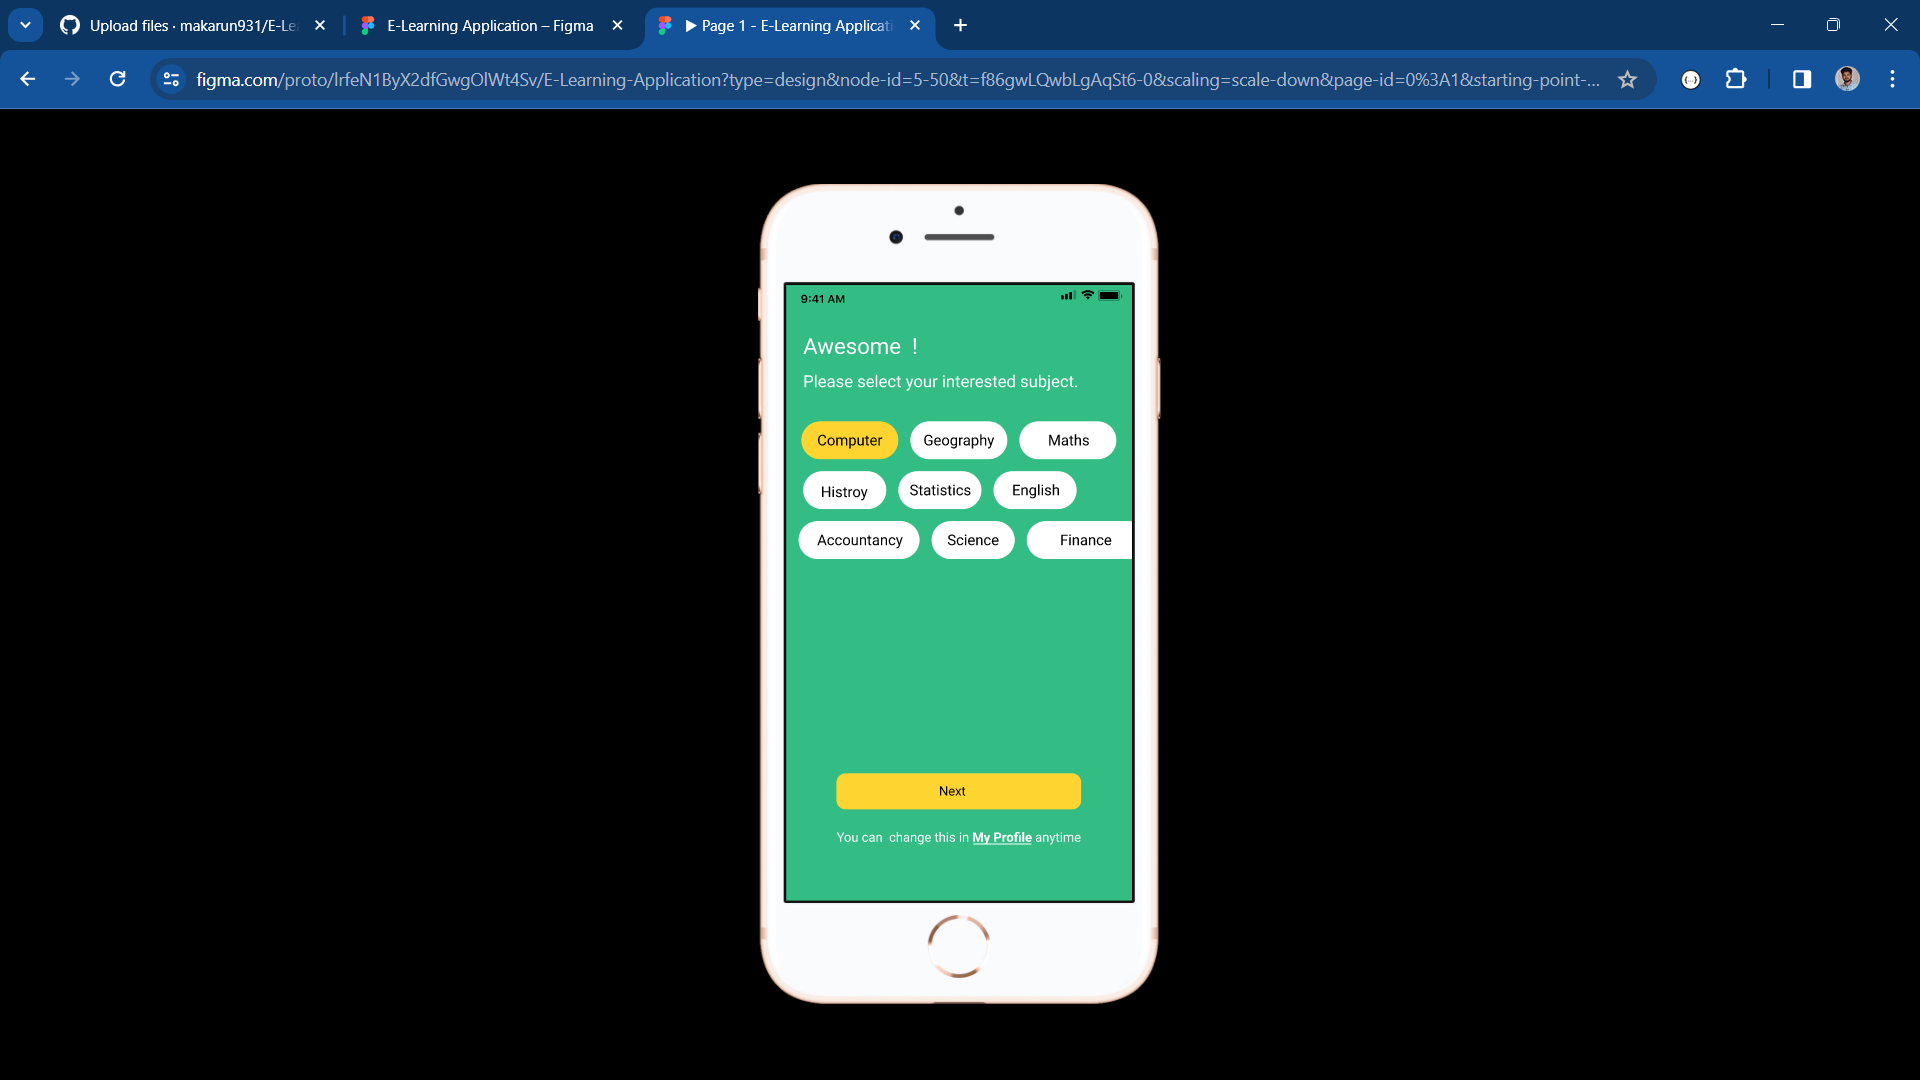 Upload files · makarun931/E-Le
E-Learning Application – Figma
▶ Page 1 - E-Learning Applicati
figma.com/proto/lrfeN1ByX2dfGwgOlWt4Sv/E-Learning-Application?type=design&node-id=5-50&t=f86gwLQwbLgAqSt6-0&scaling=scale-down&page-id=0%3A1&starting-point-...
9:41 AM
Awesome !
Please select your interested subject.
Computer Geography Maths
Histroy Statistics English
Accountancy Science Finance
Next
You can change this in My Profile anytime